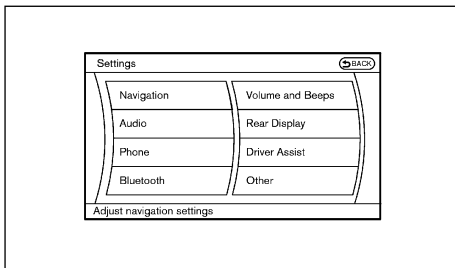 Settings
BACK
Navigation
Volume and Beeps
Audio
Rear Display
Phone
Driver Assist
Bluetooth
Other
Adjust navigation settings